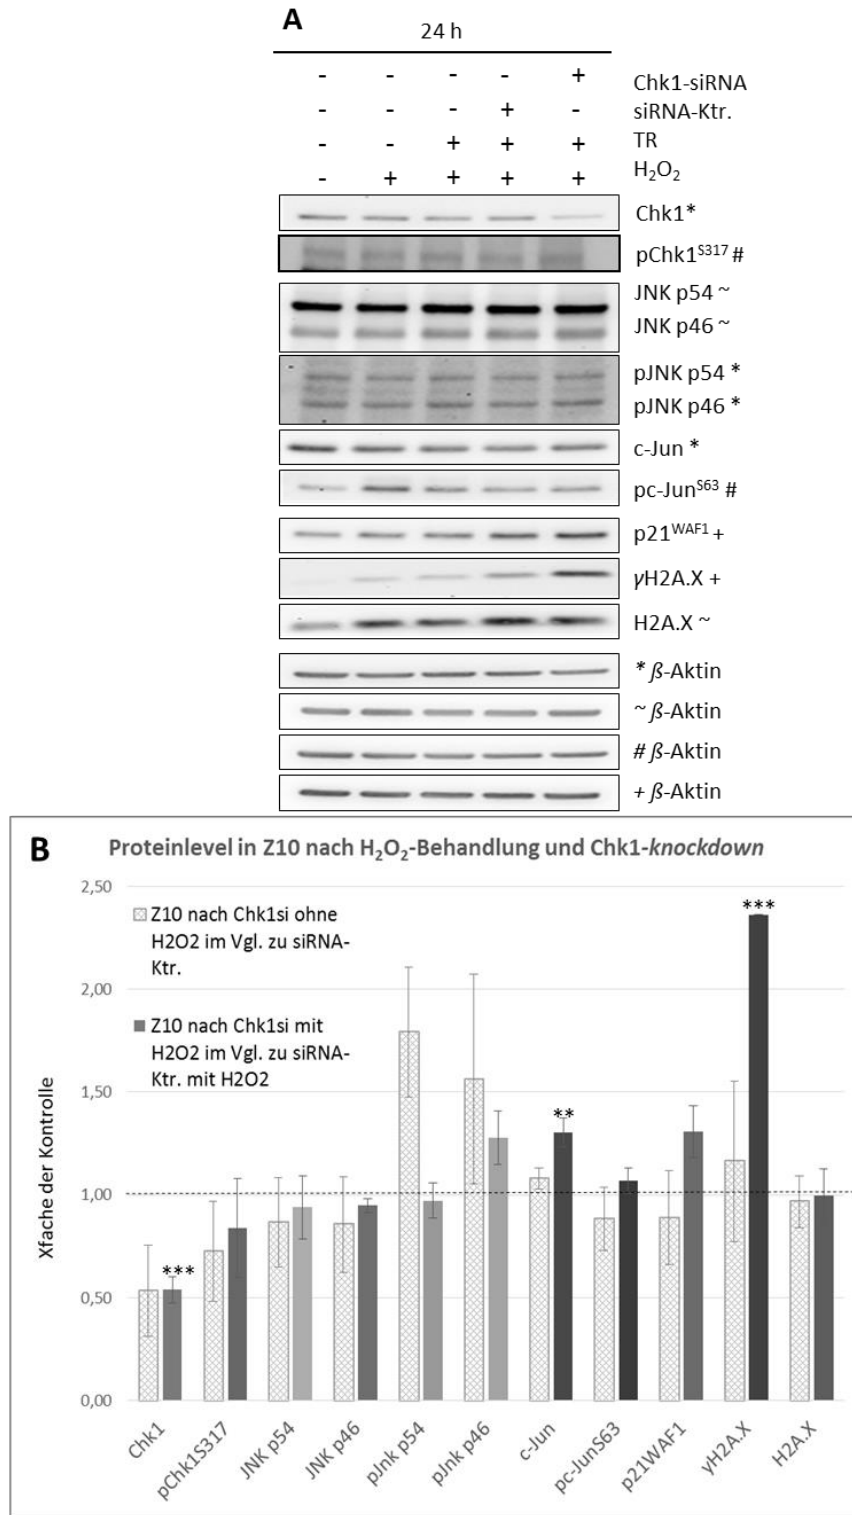 A
24 h
- - - - + Chk1-siRNA
- - - + - siRNA-Ktr.
- - + + + TR
- + + + + H₂O₂
Chk1*
pChk1ˢ³¹⁷ #
JNK p54 ~
JNK p46 ~
pJNK p54 *
pJNK p46 *
c-Jun *
pc-Junˢ⁶³ #
p21ᵂᴬF¹ +
γH2A.X +
H2A.X ~
* ß-Aktin
~ ß-Aktin
# ß-Aktin
+ ß-Aktin
B
Proteinlevel in Z10 nach H₂O₂-Behandlung und Chk1-knockdown
Xfache der Kontrolle
2,50
2,00
1,50
1,00
0,50
0,00
Z10 nach Chk1si ohne
H2O2 im Vgl. zu siRNA-
Ktr.
Z10 nach Chk1si mit
H2O2 im Vgl. zu siRNA-
Ktr. mit H2O2
***
**
***
Chk1
pChk1S317
JNK p54
JNK p46
pJnk p54
pJnk p46
c-Jun
pc-JunS63
p21WAF1
γH2A.X
H2A.X